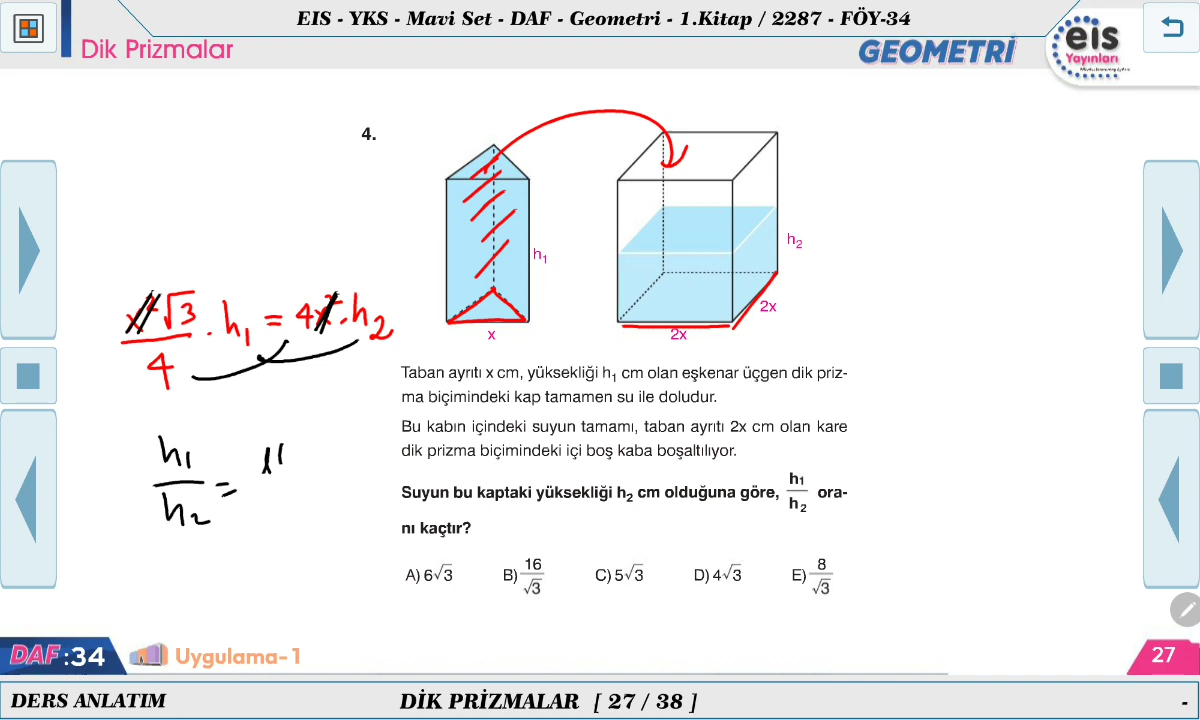 EIS - YKS - Mavi Set - DAF - Geometri - 1.Kitap / 2287 - FÖY-34
Dik Prizmalar
GEOMETRİ
eis
Yayınları
4.
h₁
x
h₂
2x
2x
x²√3/4 . h₁ = 4x² . h₂
h₁/h₂ =
Taban ayrıtı x cm, yüksekliği h₁ cm olan eşkenar üçgen dik priz-
ma biçimindeki kap tamamen su ile doludur.
Bu kabın içindeki suyun tamamı, taban ayrıtı 2x cm olan kare
dik prizma biçimindeki içi boş kaba boşaltılıyor.
Suyun bu kaptaki yüksekliği h₂ cm olduğuna göre, h₁/h₂ ora-
nı kaçtır?
A) 6√3 B) 16/√3 C) 5√3 D) 4√3 E) 8/√3
DAF :34
Uygulama-1
27
DERS ANLATIM
DİK PRİZMALAR [ 27 / 38 ]
-